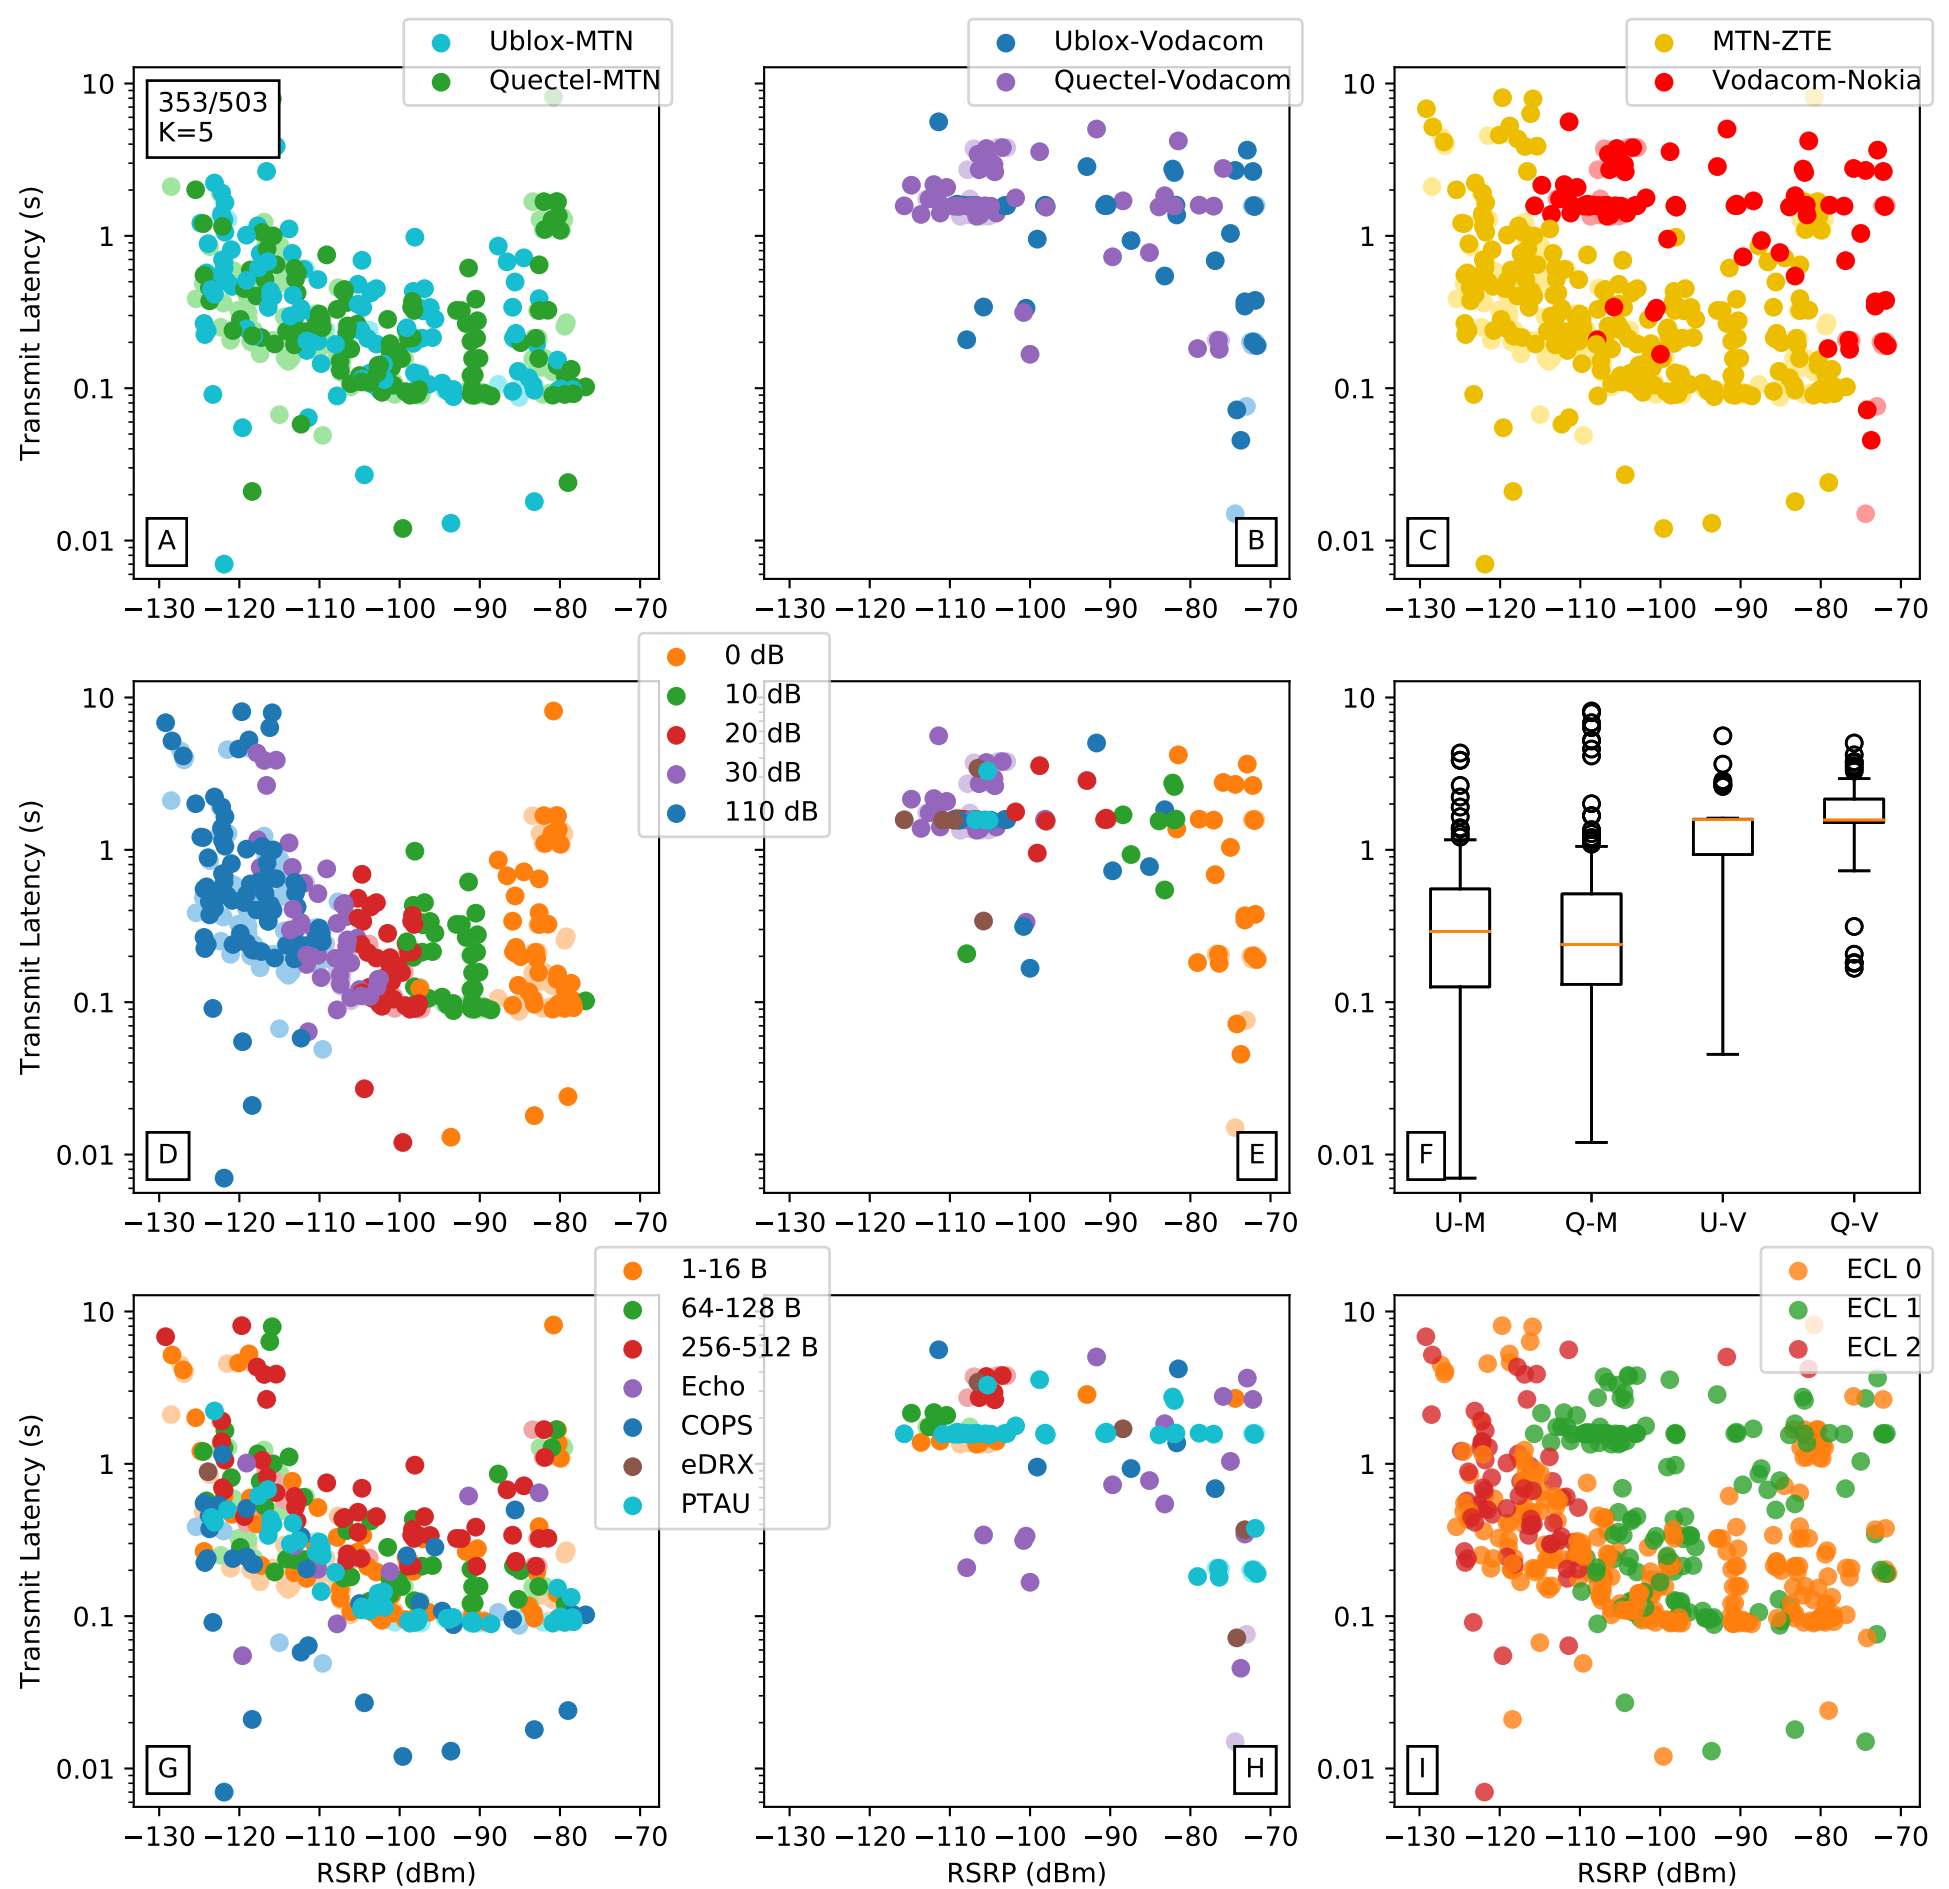 Ublox-MTN
Quectel-MTN
Ublox-Vodacom
Quectel-Vodacom
MTN-ZTE
Vodacom-Nokia
Transmit Latency (s)
10
1
0.1
0.01
353/503
K=5
A
−130 −120 −110 −100 −90 −80 −70
B
−130 −120 −110 −100 −90 −80 −70
10
1
0.1
0.01
C
−130 −120 −110 −100 −90 −80 −70
0 dB
10 dB
20 dB
30 dB
110 dB
Transmit Latency (s)
10
1
0.1
0.01
D
−130 −120 −110 −100 −90 −80 −70
E
−130 −120 −110 −100 −90 −80 −70
10
1
0.1
0.01
F
U-M Q-M U-V Q-V
1-16 B
64-128 B
256-512 B
Echo
COPS
eDRX
PTAU
Transmit Latency (s)
10
1
0.1
0.01
G
−130 −120 −110 −100 −90 −80 −70
RSRP (dBm)
H
−130 −120 −110 −100 −90 −80 −70
RSRP (dBm)
ECL 0
ECL 1
ECL 2
10
1
0.1
0.01
I
−130 −120 −110 −100 −90 −80 −70
RSRP (dBm)